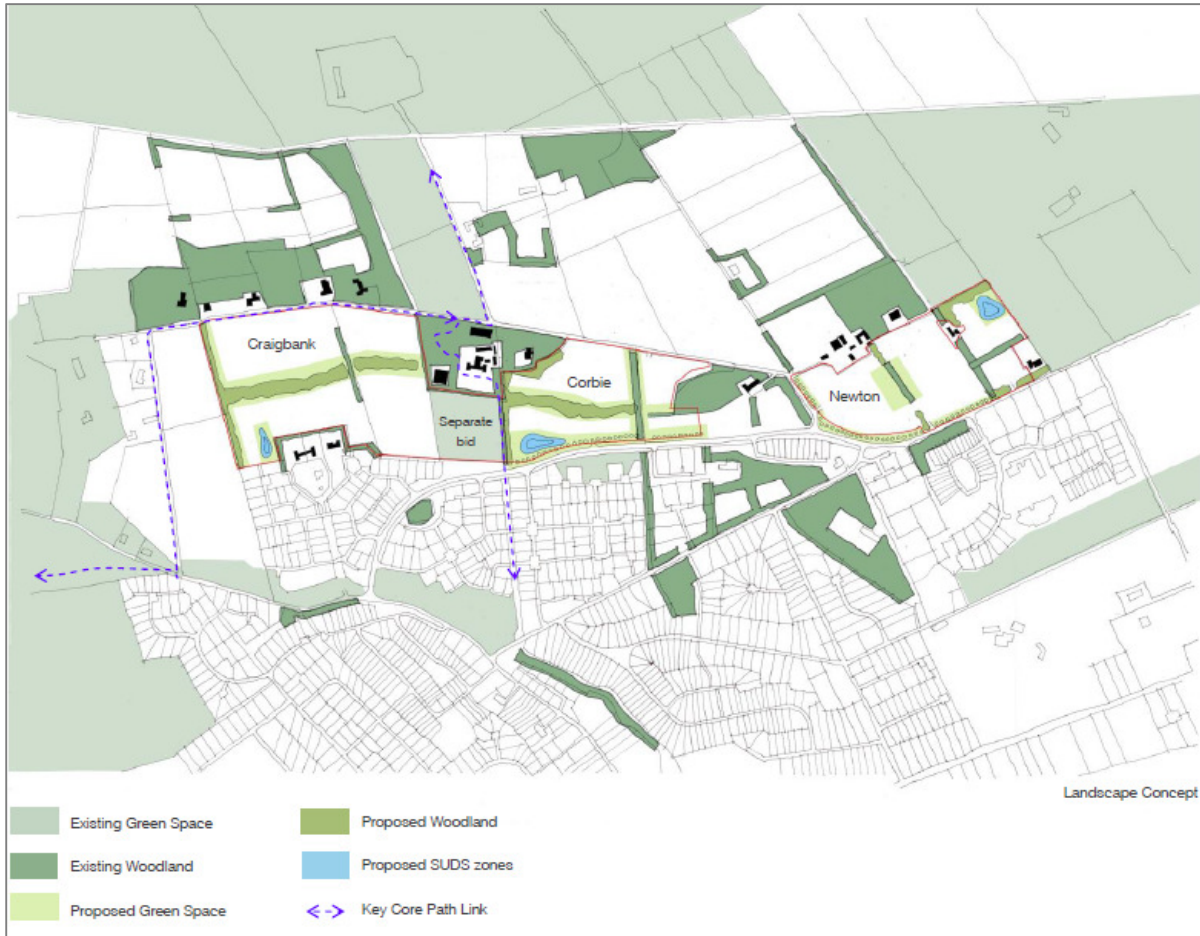 Craigbank
Corbie
Newton
Separate
bid
Landscape Concept
Existing Green Space
Proposed Woodland
Existing Woodland
Proposed SUDS zones
Proposed Green Space
Key Core Path Link